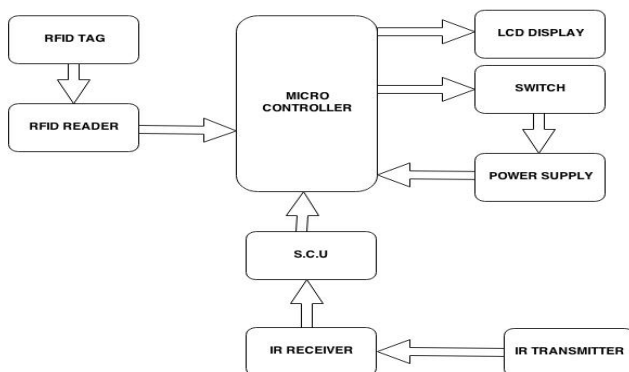 RFID TAG
RFID READER
MICRO
CONTROLLER
LCD DISPLAY
SWITCH
POWER SUPPLY
S.C.U
IR RECEIVER
IR TRANSMITTER